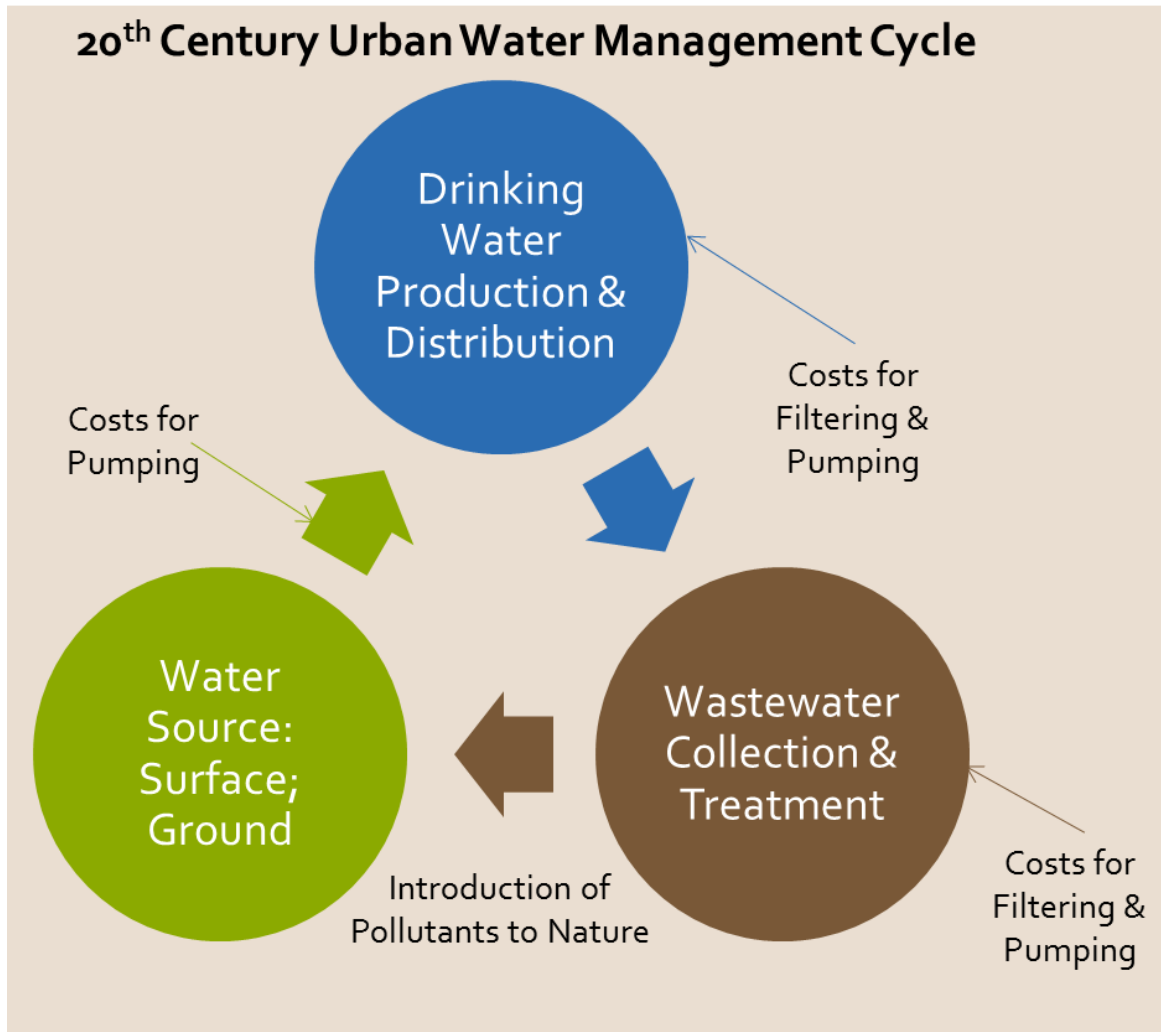 20th Century Urban Water Management Cycle
Drinking
Water
Production &
Distribution
Costs for
Filtering &
Pumping
Costs for
Pumping
Water
Source:
Surface;
Ground
Wastewater
Collection &
Treatment
Introduction of
Pollutants to Nature
Costs for
Filtering &
Pumping